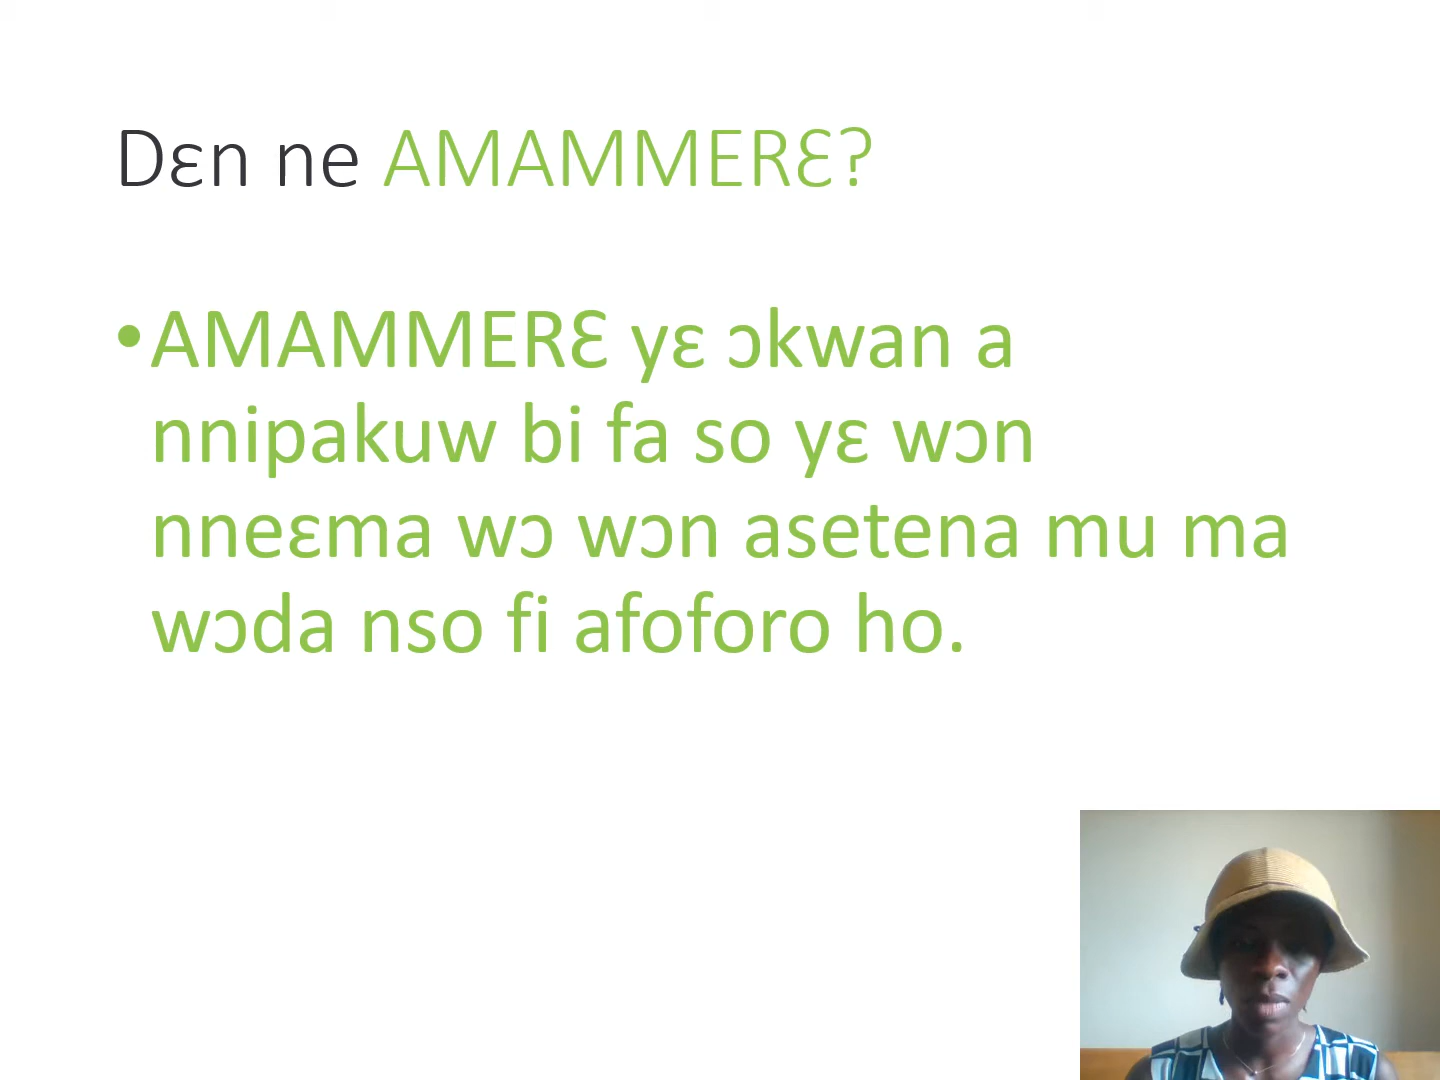 Dɛn ne AMAMMERƐ?
•AMAMMERƐ yɛ ɔkwan a
nnipakuw bi fa so yɛ wɔn
nneɛma wɔ wɔn asetena mu ma
wɔda nso fi afoforo ho.